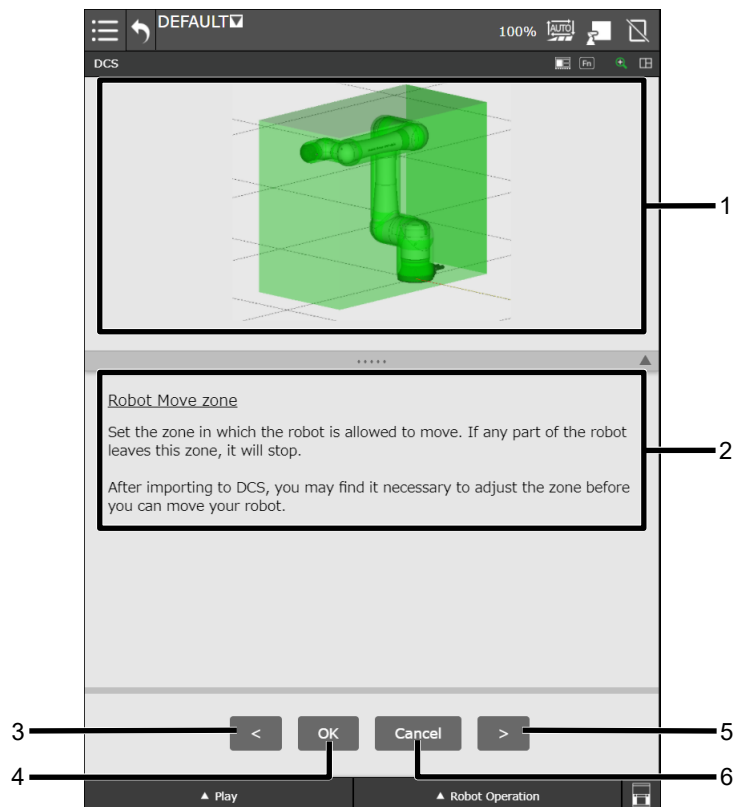 DEFAULT
100%
AUTO
DCS
Fn
1
Robot Move zone
Set the zone in which the robot is allowed to move. If any part of the robot
leaves this zone, it will stop.
2
After importing to DCS, you may find it necessary to adjust the zone before
you can move your robot.
3
< OK Cancel >
5
4
6
▲ Play
▲ Robot Operation